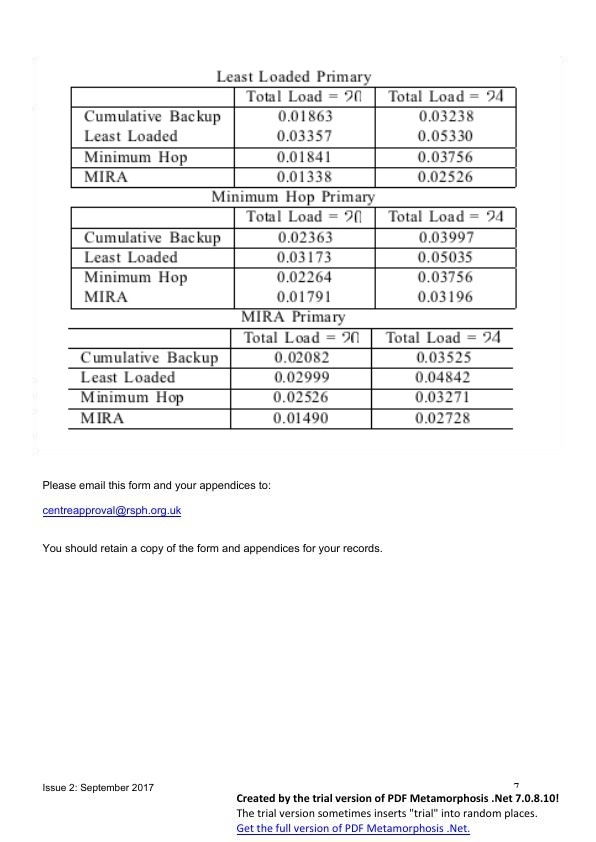 Least Loaded Primary
Total Load = 20 Total Load = 24
Cumulative Backup 0.01863 0.03238
Least Loaded 0.03357 0.05330
Minimum Hop 0.01841 0.03756
MIRA 0.01338 0.02526
Minimum Hop Primary
Total Load = 20 Total Load = 24
Cumulative Backup 0.02363 0.03997
Least Loaded 0.03173 0.05035
Minimum Hop 0.02264 0.03756
MIRA 0.01791 0.03196
MIRA Primary
Total Load = 20 Total Load = 24
Cumulative Backup 0.02082 0.03525
Least Loaded 0.02999 0.04842
Minimum Hop 0.02526 0.03271
MIRA 0.01490 0.02728
Please email this form and your appendices to:
centreapproval@rsph.org.uk
You should retain a copy of the form and appendices for your records.
Issue 2: September 2017 7
Created by the trial version of PDF Metamorphosis .Net 7.0.8.10!
The trial version sometimes inserts "trial" into random places.
Get the full version of PDF Metamorphosis .Net.